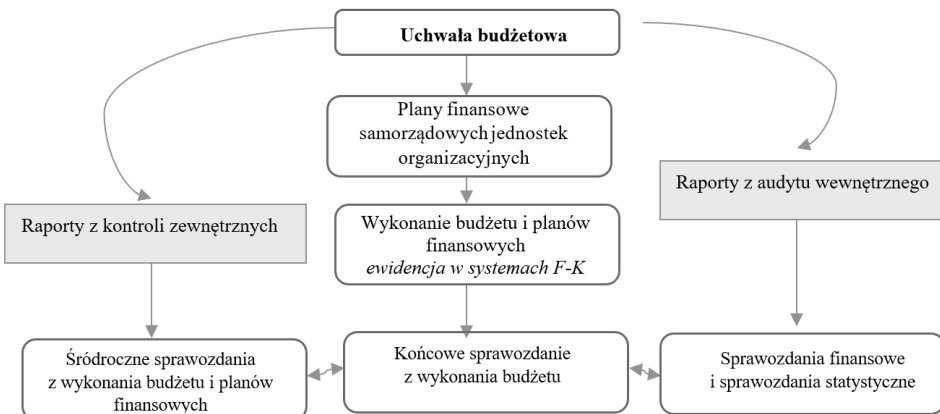 Uchwała budżetowa
Plany finansowe
samorządowych jednostek
organizacyjnych
Raporty z audytu wewnętrznego
Raporty z kontroli zewnętrznych
Wykonanie budżetu i planów
finansowych
ewidencja w systemach F-K
Śródroczne sprawozdania
z wykonania budżetu i planów
finansowych
Końcowe sprawozdanie
z wykonania budżetu
Sprawozdania finansowe
i sprawozdania statystyczne